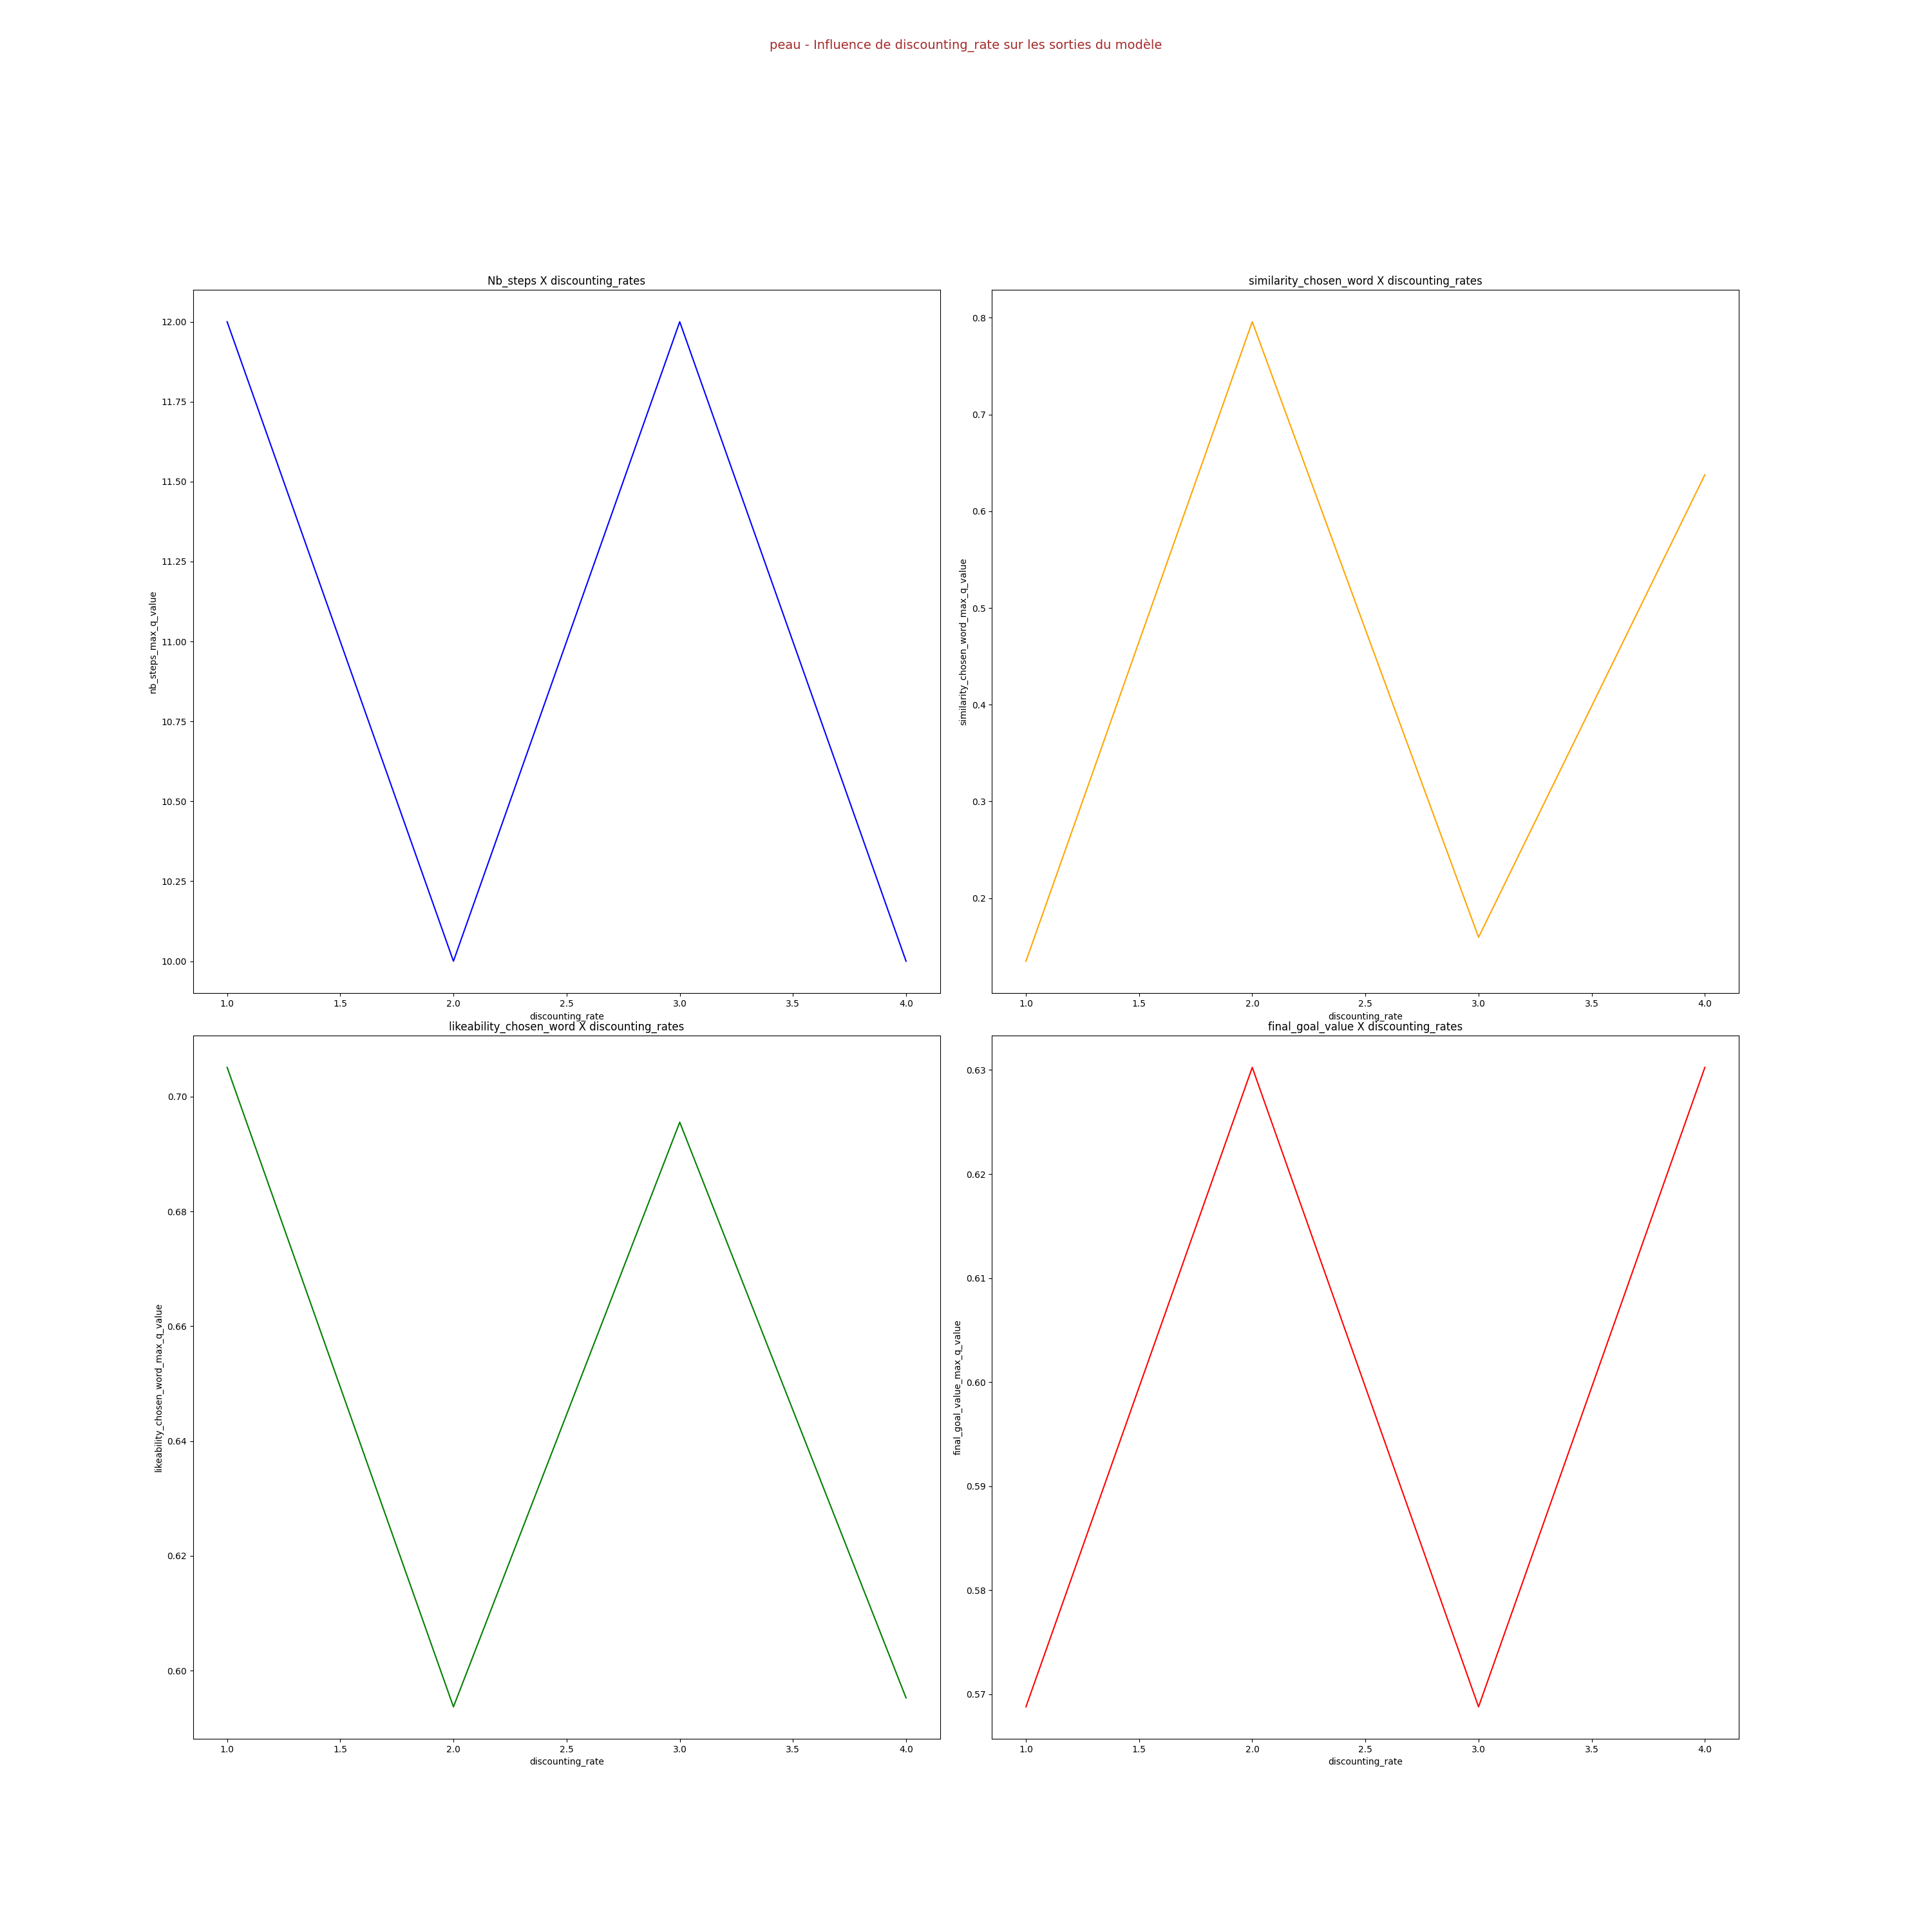 peau - Influence de discounting_rate sur les sorties du modèle
Nb_steps X discounting_rates
12.00
11.75
11.50
11.25
11.00
10.75
10.50
10.25
10.00
nb_steps_max_q_value
1.0 1.5 2.0 2.5 3.0 3.5 4.0
discounting_rate
similarity_chosen_word X discounting_rates
0.8
0.7
0.6
0.5
0.4
0.3
0.2
similarity_chosen_word_max_q_value
1.0 1.5 2.0 2.5 3.0 3.5 4.0
discounting_rate
likeability_chosen_word X discounting_rates
0.70
0.68
0.66
0.64
0.62
0.60
likeability_chosen_word_max_q_value
1.0 1.5 2.0 2.5 3.0 3.5 4.0
discounting_rate
final_goal_value X discounting_rates
0.63
0.62
0.61
0.60
0.59
0.58
0.57
final_goal_value_max_q_value
1.0 1.5 2.0 2.5 3.0 3.5 4.0
discounting_rate